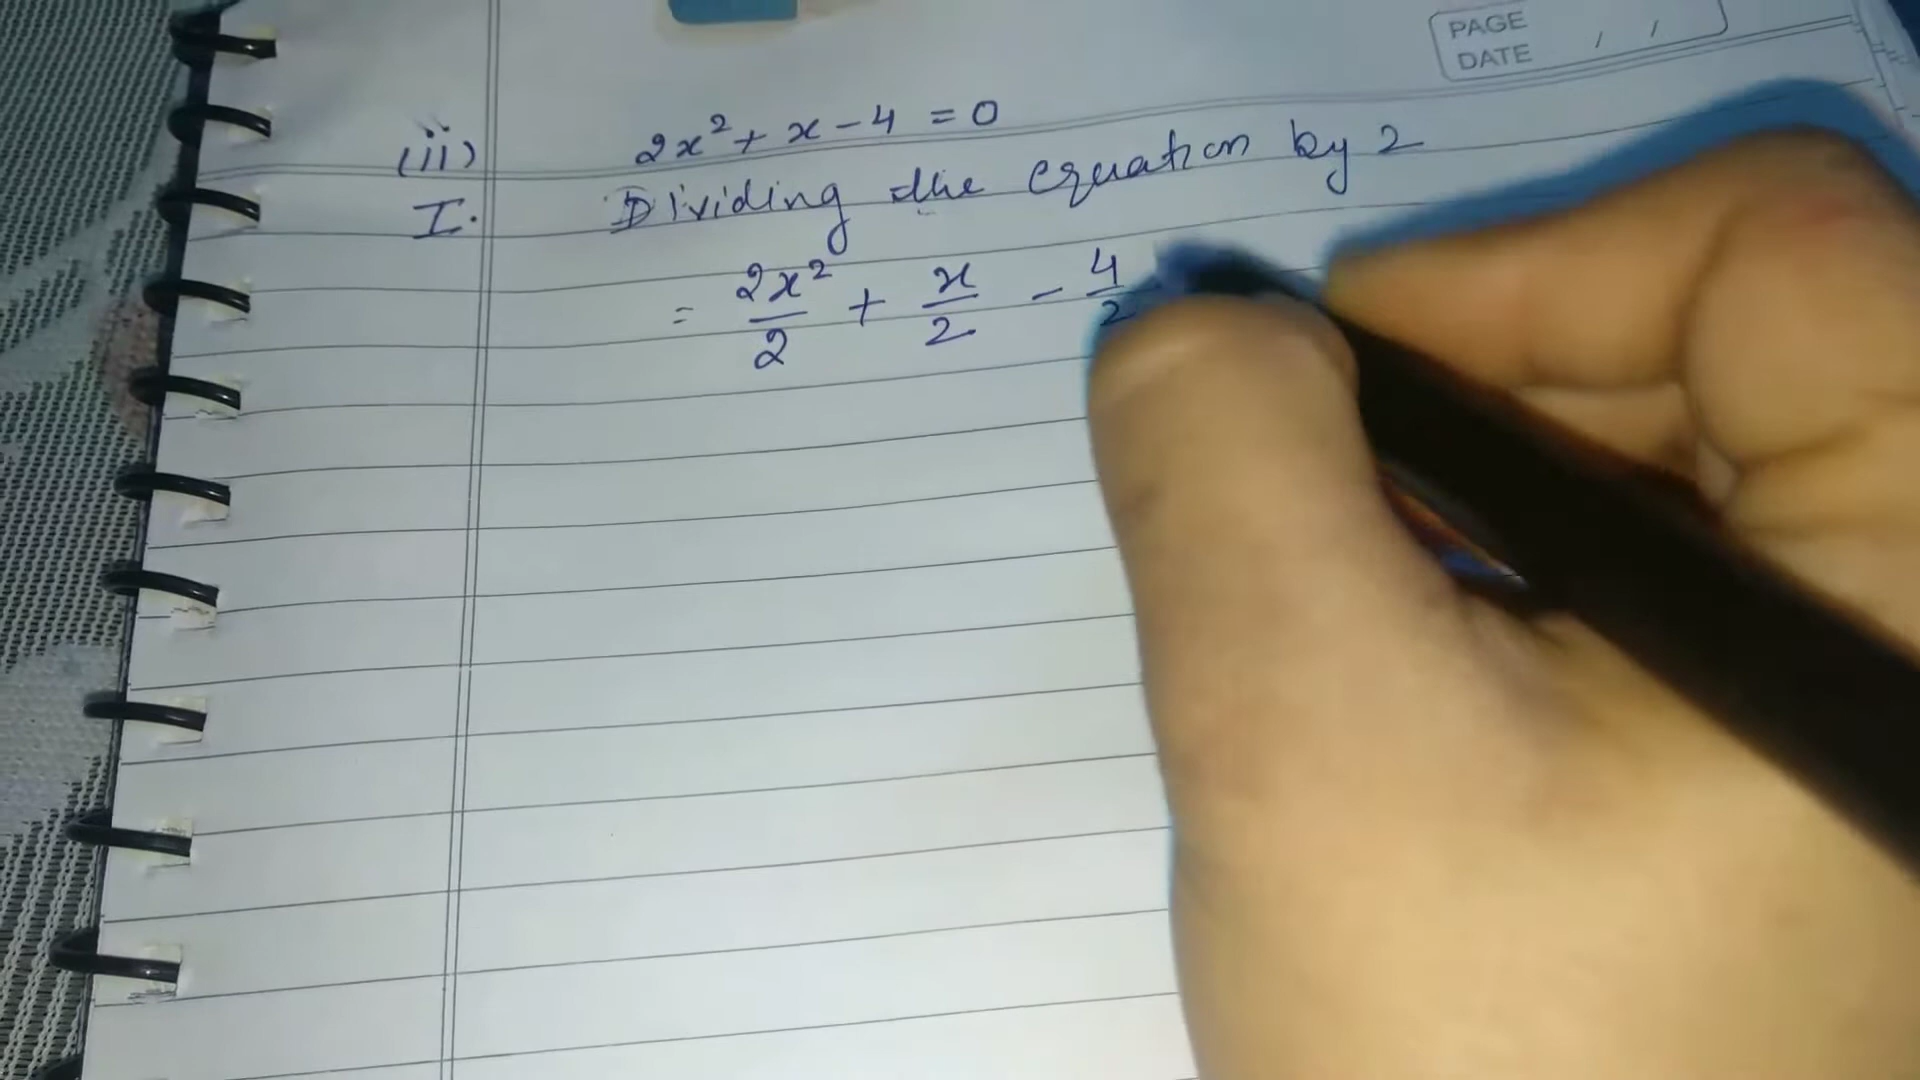 PAGE
DATE / /
(ii) 2x² + x - 4 = 0
I. Dividing the equation by 2
= 2x²/2 + x/2 - 4/2